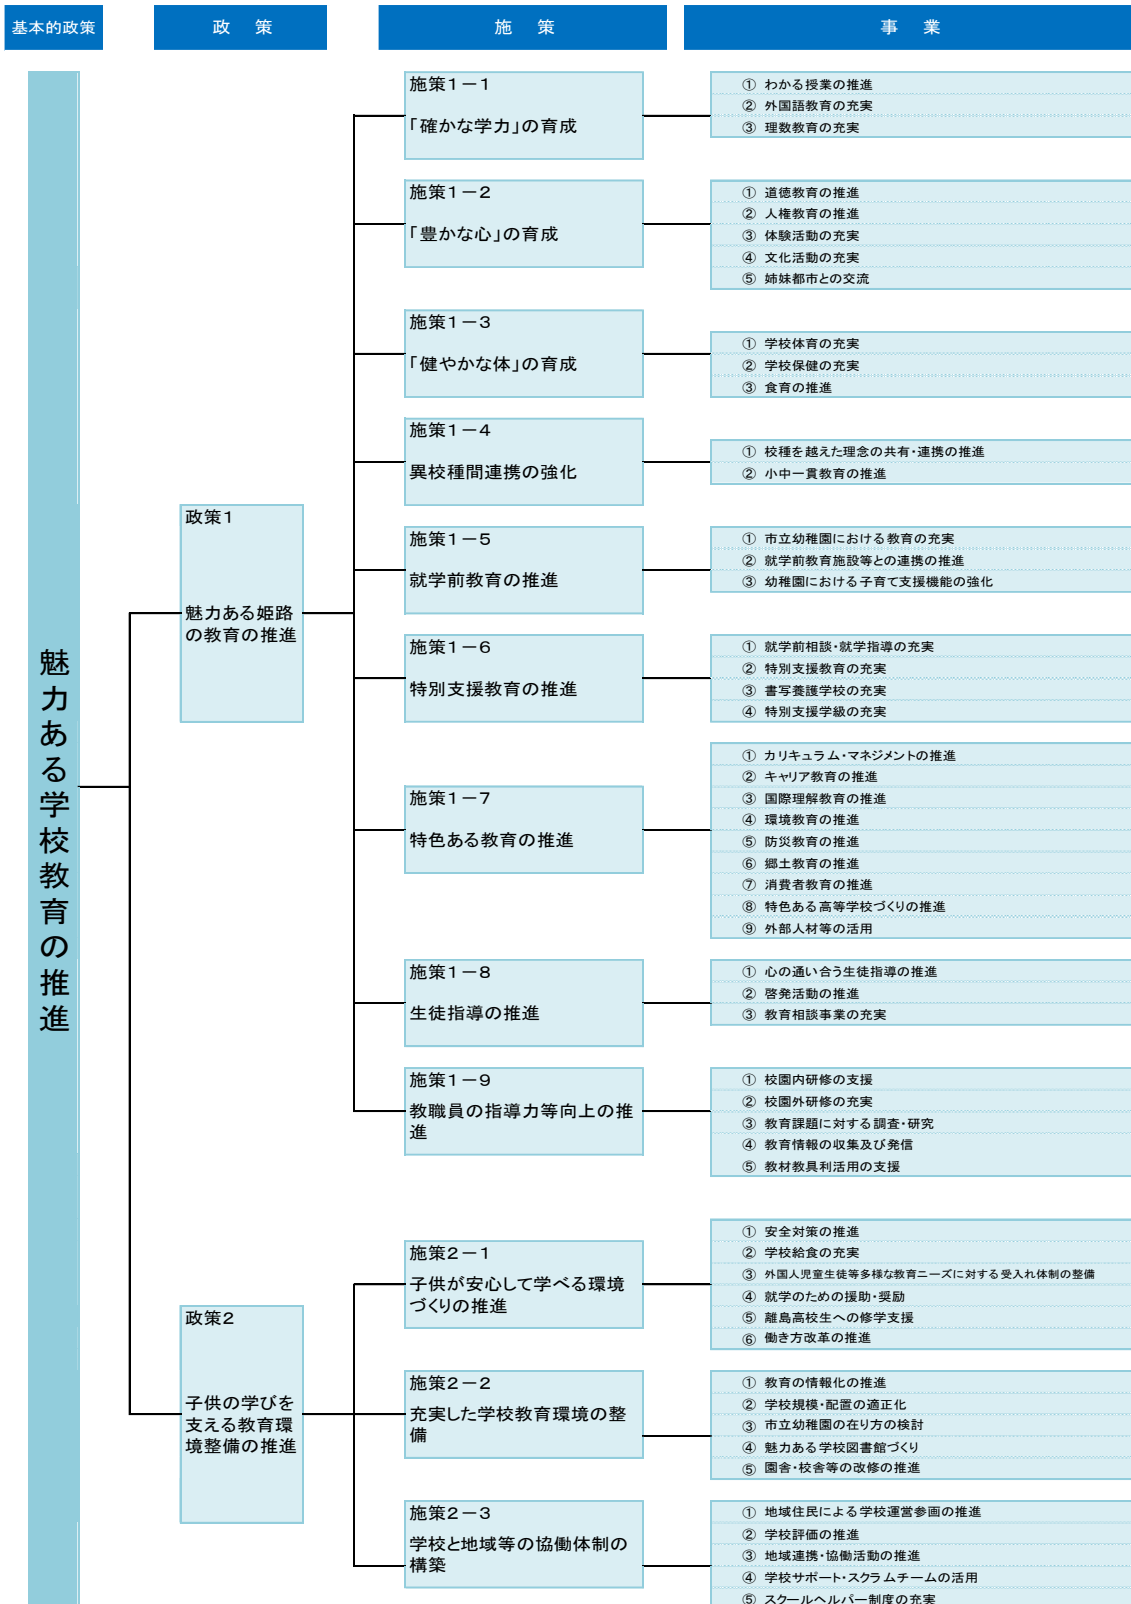 基本的政策
政　策
施　策
事　業
魅力ある学校教育の推進
政策1
魅力ある姫路
の教育の推進
施策1－1
「確かな学力」の育成
① わかる授業の推進
② 外国語教育の充実
③ 理数教育の充実
施策1－2
「豊かな心」の育成
① 道徳教育の推進
② 人権教育の推進
③ 体験活動の充実
④ 文化活動の充実
⑤ 姉妹都市との交流
施策1－3
「健やかな体」の育成
① 学校体育の充実
② 学校保健の充実
③ 食育の推進
施策1－4
異校種間連携の強化
① 校種を越えた理念の共有・連携の推進
② 小中一貫教育の推進
施策1－5
就学前教育の推進
① 市立幼稚園における教育の充実
② 就学前教育施設等との連携の推進
③ 幼稚園における子育て支援機能の強化
施策1－6
特別支援教育の推進
① 就学前相談・就学指導の充実
② 特別支援教育の充実
③ 書写養護学校の充実
④ 特別支援学級の充実
施策1－7
特色ある教育の推進
① カリキュラム・マネジメントの推進
② キャリア教育の推進
③ 国際理解教育の推進
④ 環境教育の推進
⑤ 防災教育の推進
⑥ 郷土教育の推進
⑦ 消費者教育の推進
⑧ 特色ある高等学校づくりの推進
⑨ 外部人材等の活用
施策1－8
生徒指導の推進
① 心の通い合う生徒指導の推進
② 啓発活動の推進
③ 教育相談事業の充実
施策1－9
教職員の指導力等向上の推
進
① 校園内研修の支援
② 校園外研修の充実
③ 教育課題に対する調査・研究
④ 教育情報の収集及び発信
⑤ 教材教具利活用の支援
政策2
子供の学びを
支える教育環
境整備の推進
施策2－1
子供が安心して学べる環境
づくりの推進
① 安全対策の推進
② 学校給食の充実
③ 外国人児童生徒等多様な教育ニーズに対する受入れ体制の整備
④ 就学のための援助・奨励
⑤ 離島高校生への修学支援
⑥ 働き方改革の推進
施策2－2
充実した学校教育環境の整
備
① 教育の情報化の推進
② 学校規模・配置の適正化
③ 市立幼稚園の在り方の検討
④ 魅力ある学校図書館づくり
⑤ 園舎・校舎等の改修の推進
施策2－3
学校と地域等の協働体制の
構築
① 地域住民による学校運営参画の推進
② 学校評価の推進
③ 地域連携・協働活動の推進
④ 学校サポート・スクラムチームの活用
⑤ スクールヘルパー制度の充実